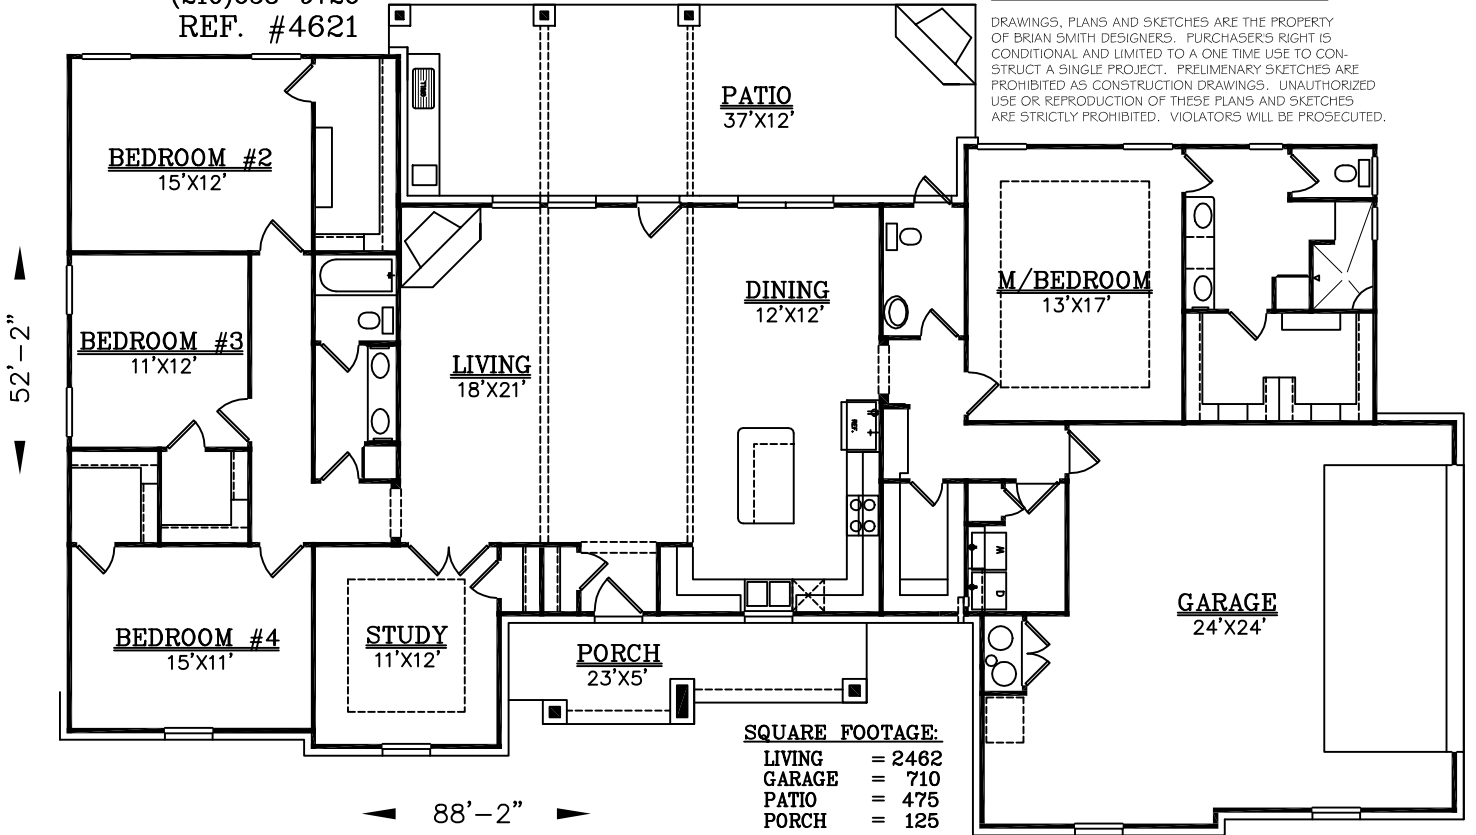 REF. #4621
DRAWINGS, PLANS AND SKETCHES ARE THE PROPERTY
OF BRIAN SMITH DESIGNERS. PURCHASER'S RIGHT IS
CONDITIONAL AND LIMITED TO A ONE TIME USE TO CON-
STRUCT A SINGLE PROJECT. PRELIMENARY SKETCHES ARE
PROHIBITED AS CONSTRUCTION DRAWINGS. UNAUTHORIZED
USE OR REPRODUCTION OF THESE PLANS AND SKETCHES
ARE STRICTLY PROHIBITED. VIOLATORS WILL BE PROSECUTED.
GRILL
PATIO
37'X12'
BEDROOM #2
15'X12'
M/BEDROOM
13'X17'
DINING
12'X12'
BEDROOM #3
11'X12'
LIVING
18'X21'
52'-2"
REF.
W
D
GARAGE
24'X24'
BEDROOM #4
15'X11'
STUDY
11'X12'
PORCH
23'X5'
SQUARE FOOTAGE:
LIVING = 2462
GARAGE = 710
PATIO = 475
PORCH = 125
88'-2"